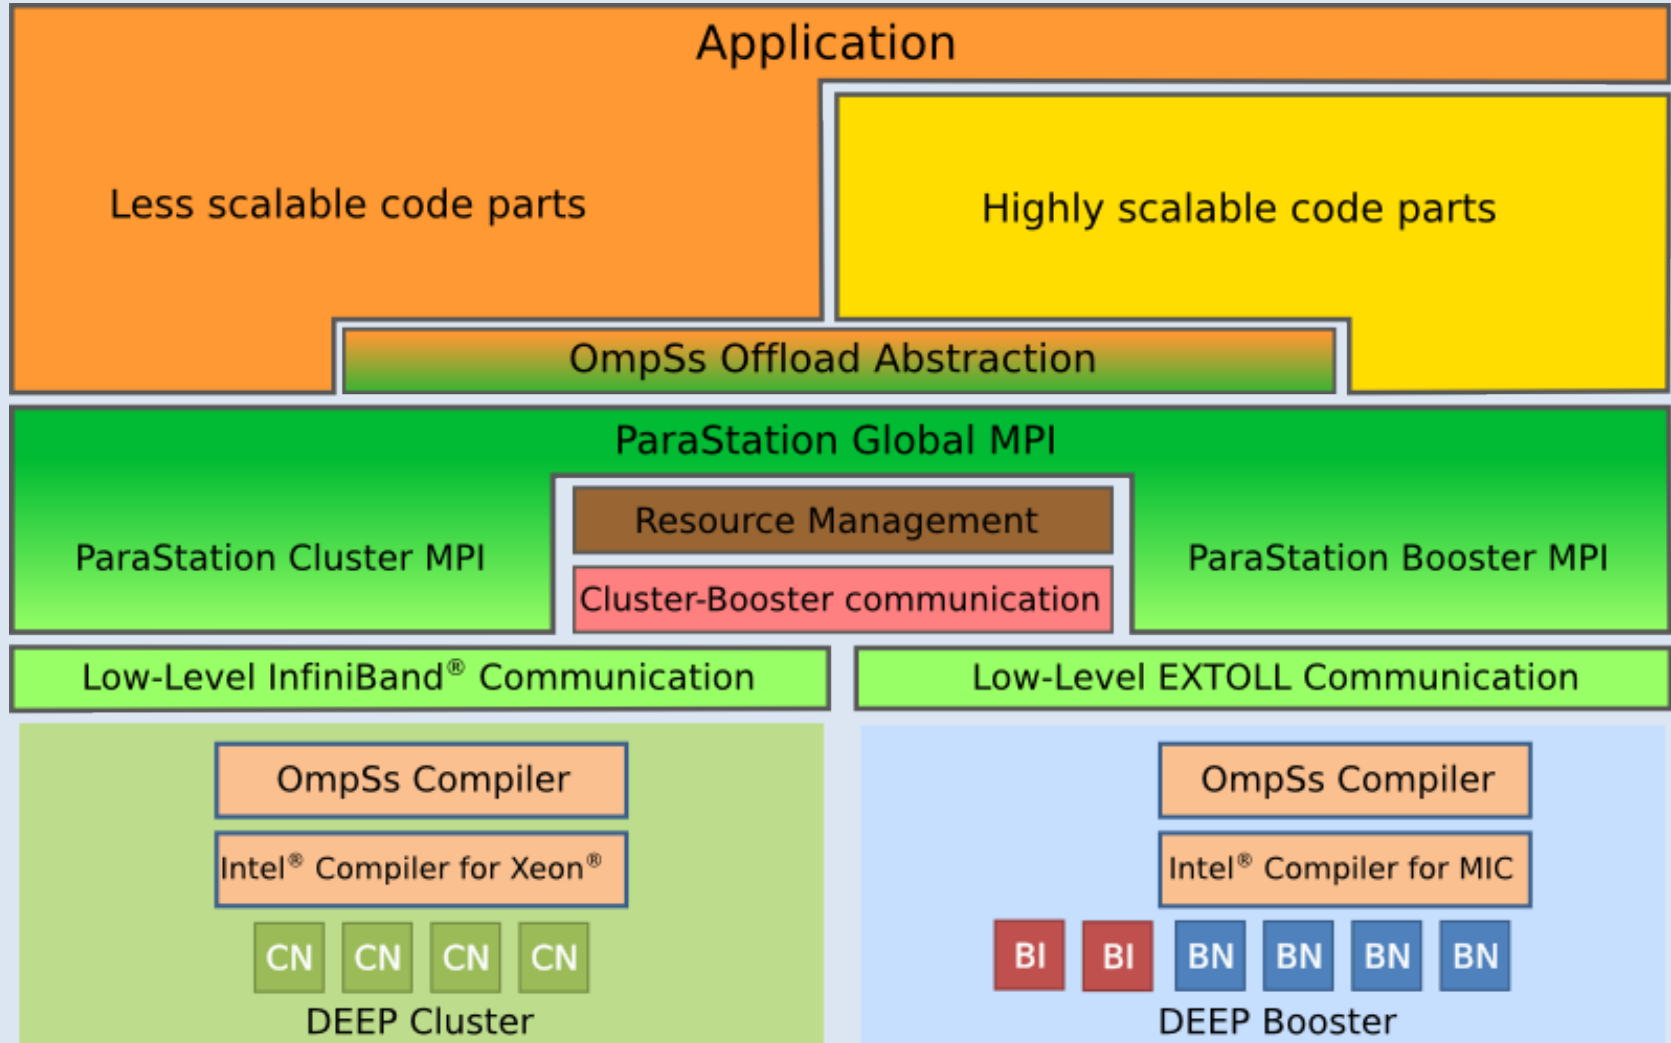 Application
Less scalable code parts
Highly scalable code parts
OmpSs Offload Abstraction
ParaStation Global MPI
Resource Management
ParaStation Cluster MPI
ParaStation Booster MPI
Cluster-Booster communication
Low-Level InfiniBand® Communication
Low-Level EXTOLL Communication
OmpSs Compiler
OmpSs Compiler
Intel® Compiler for Xeon®
Intel® Compiler for MIC
CN CN CN CN
BI BI BN BN BN BN
DEEP Cluster
DEEP Booster